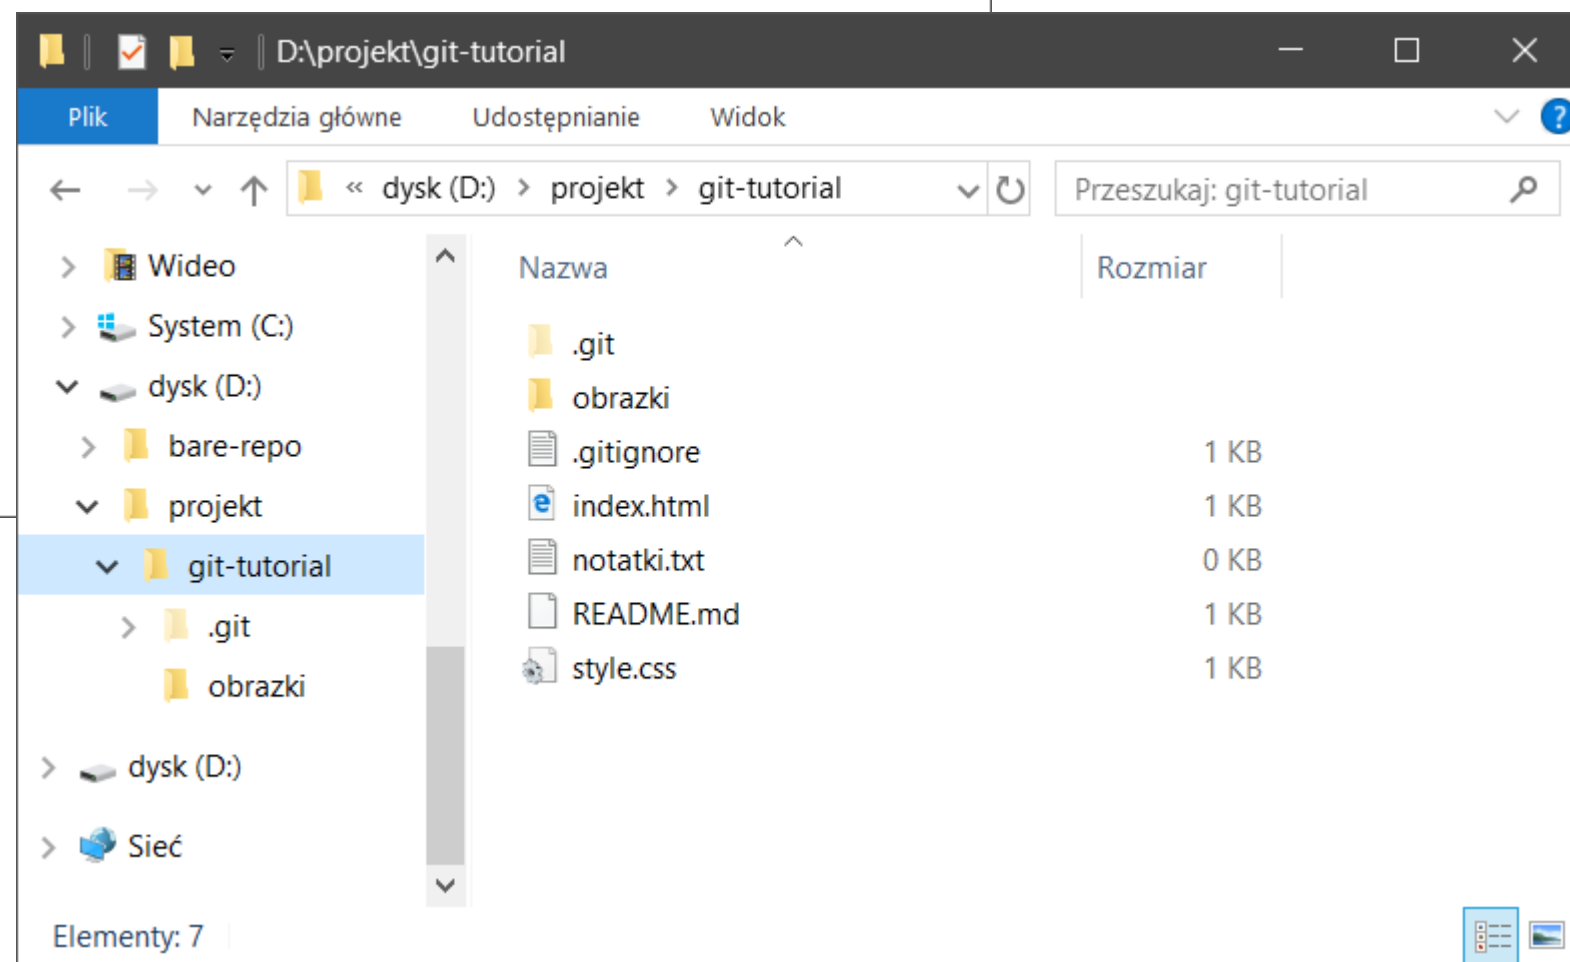 D:\projekt\git-tutorial
Plik Narzędzia główne Udostępnianie Widok ?
« dysk (D:) > projekt > git-tutorial Przeszukaj: git-tutorial
Wideo
System (C:)
dysk (D:)
bare-repo
projekt
git-tutorial
.git
obrazki
dysk (D:)
Sieć
Nazwa Rozmiar
.git
obrazki
.gitignore 1 KB
index.html 1 KB
notatki.txt 0 KB
README.md 1 KB
style.css 1 KB
Elementy: 7